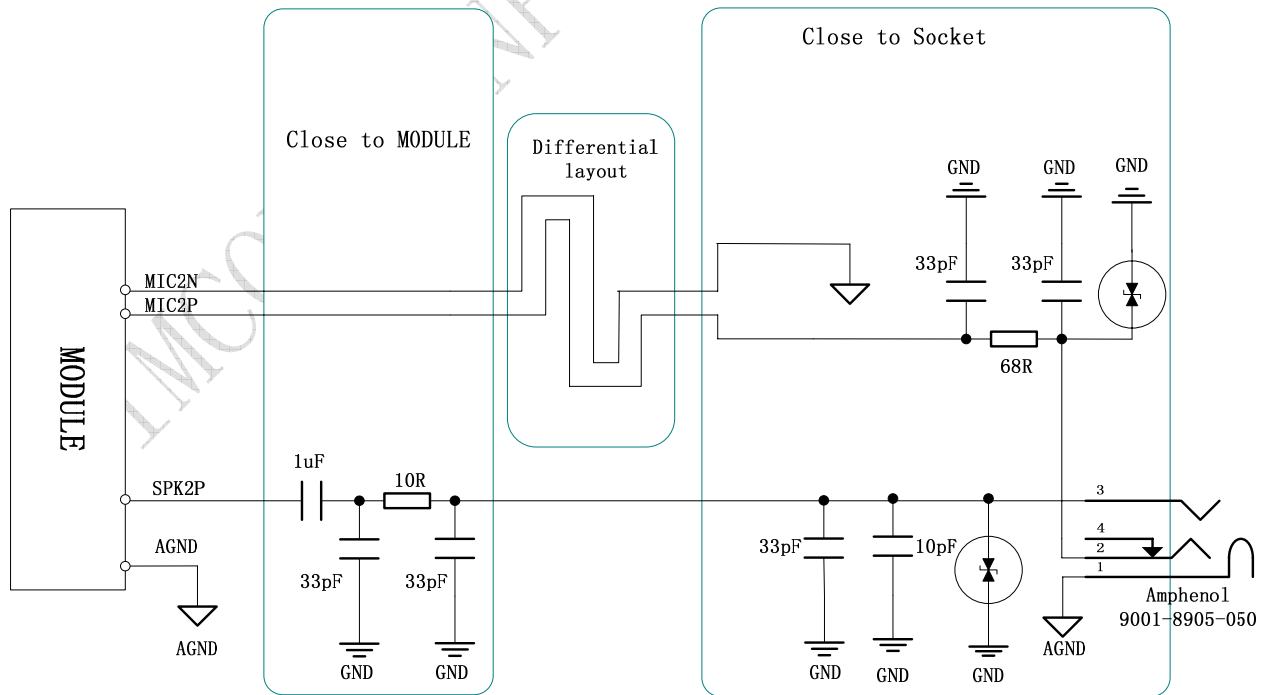 Close to Socket
Close to MODULE
Differential
layout
GND
GND
GND
33pF
33pF
MIC2N
MIC2P
MODULE
68R
1uF
10R
SPK2P
3
AGND
33pF
33pF
33pF
10pF
4
2
1
Amphenol
9001-8905-050
AGND
GND
GND
GND
GND
GND
AGND